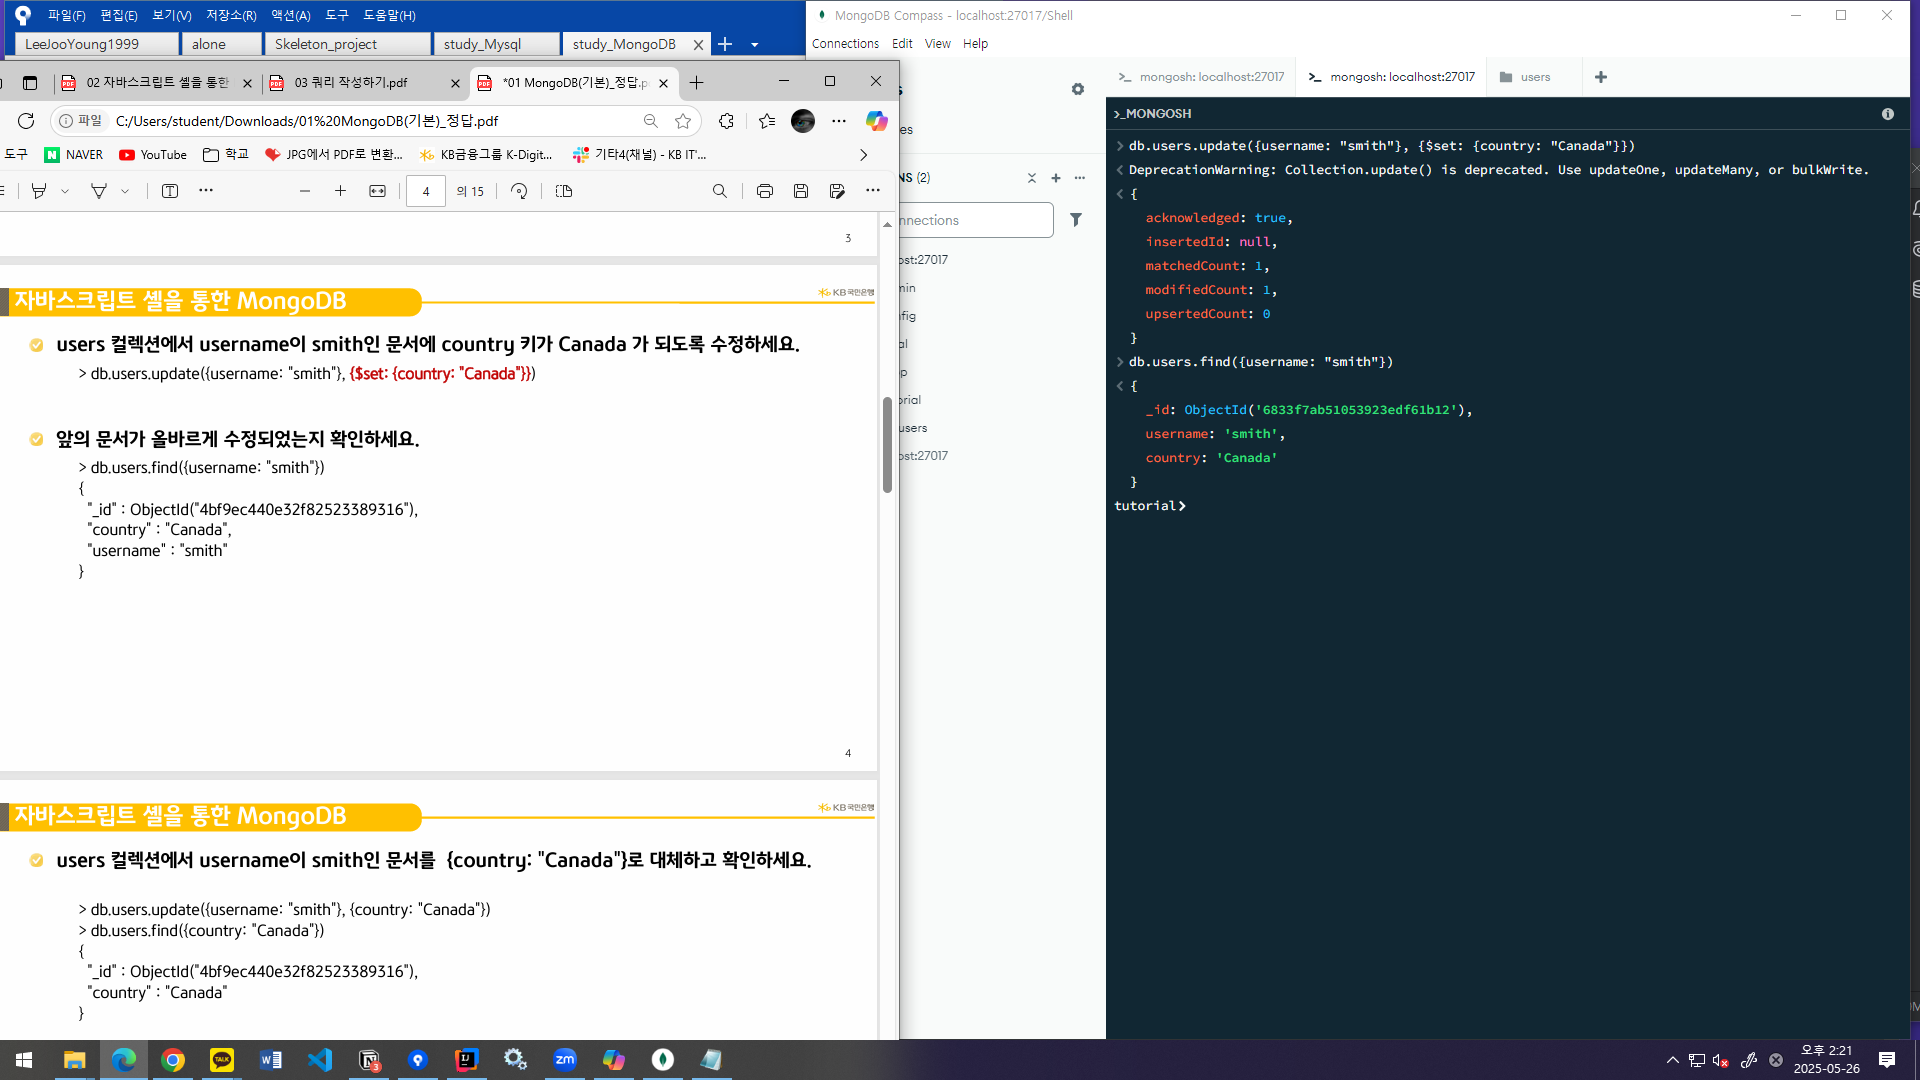 파일(F) 편집(E) 보기(V) 저장소(R) 액션(A) 도구 도움말(H)
LeeJooYoung1999 alone Skeleton_project study_Mysql study_MongoDB
02 자바스크립트 셸을 통한 03 쿼리 작성하기.pdf *01 MongoDB(기본)_정답.p
파일 C:/Users/student/Downloads/01%20MongoDB(기본)_정답.pdf
도구 NAVER YouTube 학교 JPG에서 PDF로 변환... KB금융그룹 K-Digit... 기타4(채널) - KB IT'...
4 의 15
3
자바스크립트 셸을 통한 MongoDB
KB국민은행
users 컬렉션에서 username이 smith인 문서에 country 키가 Canada 가 되도록 수정하세요.
> db.users.update({username: "smith"}, {$set: {country: "Canada"}})
앞의 문서가 올바르게 수정되었는지 확인하세요.
> db.users.find({username: "smith"})
{
"_id" : ObjectId("4bf9ec440e32f82523389316"),
"country" : "Canada",
"username" : "smith"
}
4
자바스크립트 셸을 통한 MongoDB
KB국민은행
users 컬렉션에서 username이 smith인 문서를 {country: "Canada"}로 대체하고 확인하세요.
> db.users.update({username: "smith"}, {country: "Canada"})
> db.users.find({country: "Canada"})
{
"_id" : ObjectId("4bf9ec440e32f82523389316"),
"country" : "Canada"
}
MongoDB Compass - localhost:27017/Shell
Connections Edit View Help
mongosh: localhost:27017 mongosh: localhost:27017 users
s
es
NS (2)
nnections
ost:27017
min
nfig
al
p
orial
users
ost:27017
>_MONGOSH
> db.users.update({username: "smith"}, {$set: {country: "Canada"}})
< DeprecationWarning: Collection.update() is deprecated. Use updateOne, updateMany, or bulkWrite.
< {
acknowledged: true,
insertedId: null,
matchedCount: 1,
modifiedCount: 1,
upsertedCount: 0
}
> db.users.find({username: "smith"})
< {
_id: ObjectId('6833f7ab51053923edf61b12'),
username: 'smith',
country: 'Canada'
}
tutorial>
TALK
zm
3
오후 2:21
2025-05-26